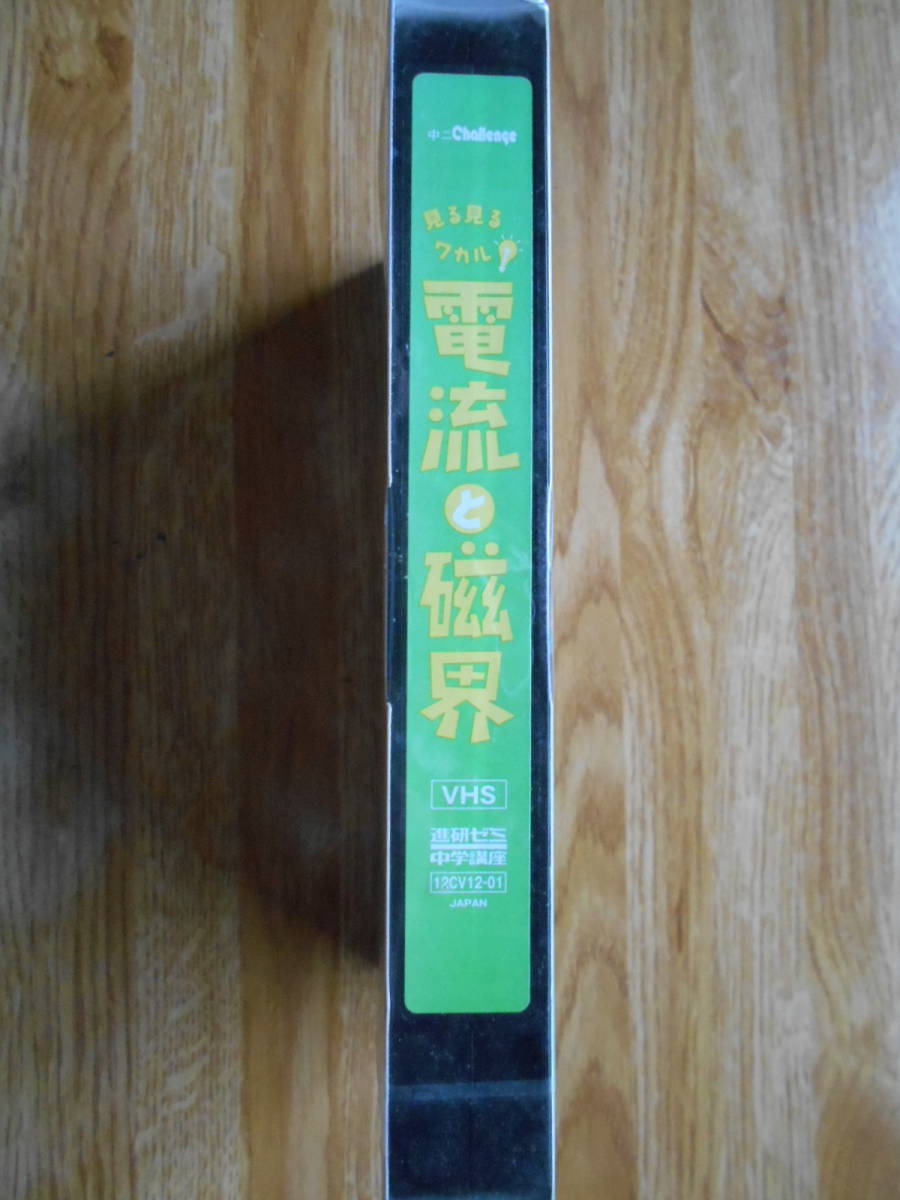 中二Challenge
見る見る
ワカル
電流と磁界
VHS
進研ゼミ
中学講座
12CV12-01
JAPAN